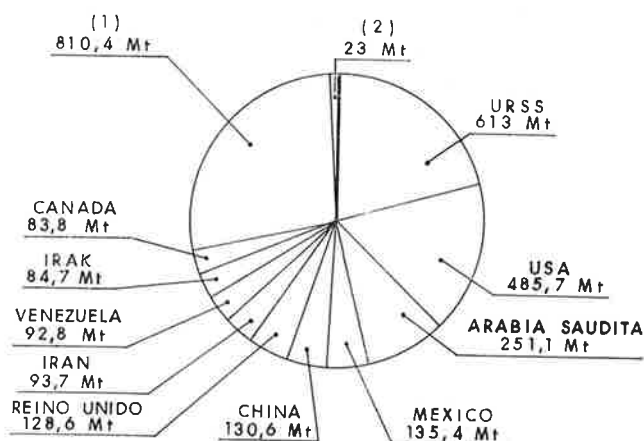 (1)
810,4 Mt
(2)
23 Mt
URSS
613 Mt
USA
485,7 Mt
ARABIA SAUDITA
251,1 Mt
MEXICO
135,4 Mt
CHINA
130,6 Mt
REINO UNIDO
128,6 Mt
IRAN
93,7 Mt
VENEZUELA
92,8 Mt
IRAK
84,7 Mt
CANADA
83,8 Mt